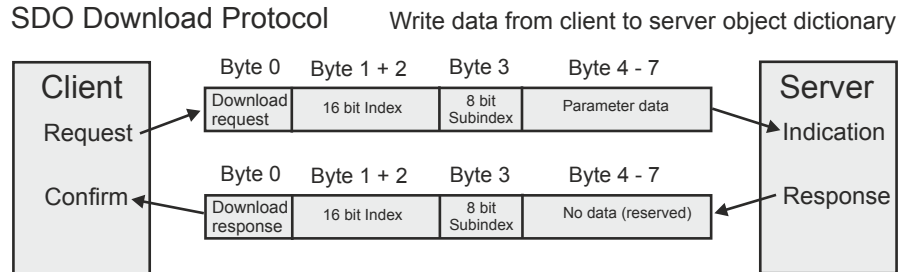 SDO Download Protocol
Write data from client to server object dictionary
Client
Request
Confirm
Byte 0
Byte 1 + 2
Byte 3
Byte 4 - 7
Download
request
16 bit Index
8 bit
Subindex
Parameter data
Byte 0
Byte 1 + 2
Byte 3
Byte 4 - 7
Download
response
16 bit Index
8 bit
Subindex
No data (reserved)
Server
Indication
Response